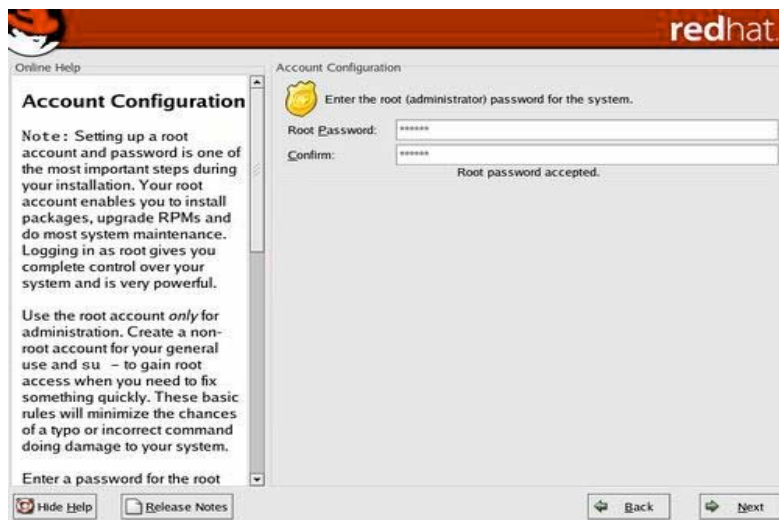 redhat.
Online Help
Account Configuration
Note: Setting up a root
account and password is one of
the most important steps during
your installation. Your root
account enables you to install
packages, upgrade RPMs and
do most system maintenance.
Logging in as root gives you
complete control over your
system and is very powerful.
Use the root account only for
administration. Create a non-
root account for your general
use and su – to gain root
access when you need to fix
something quickly. These basic
rules will minimize the chances
of a typo or incorrect command
doing damage to your system.
Enter a password for the root
Account Configuration
Enter the root (administrator) password for the system.
Root Password: ******
Confirm: ******
Root password accepted.
Hide Help
Release Notes
Back
Next